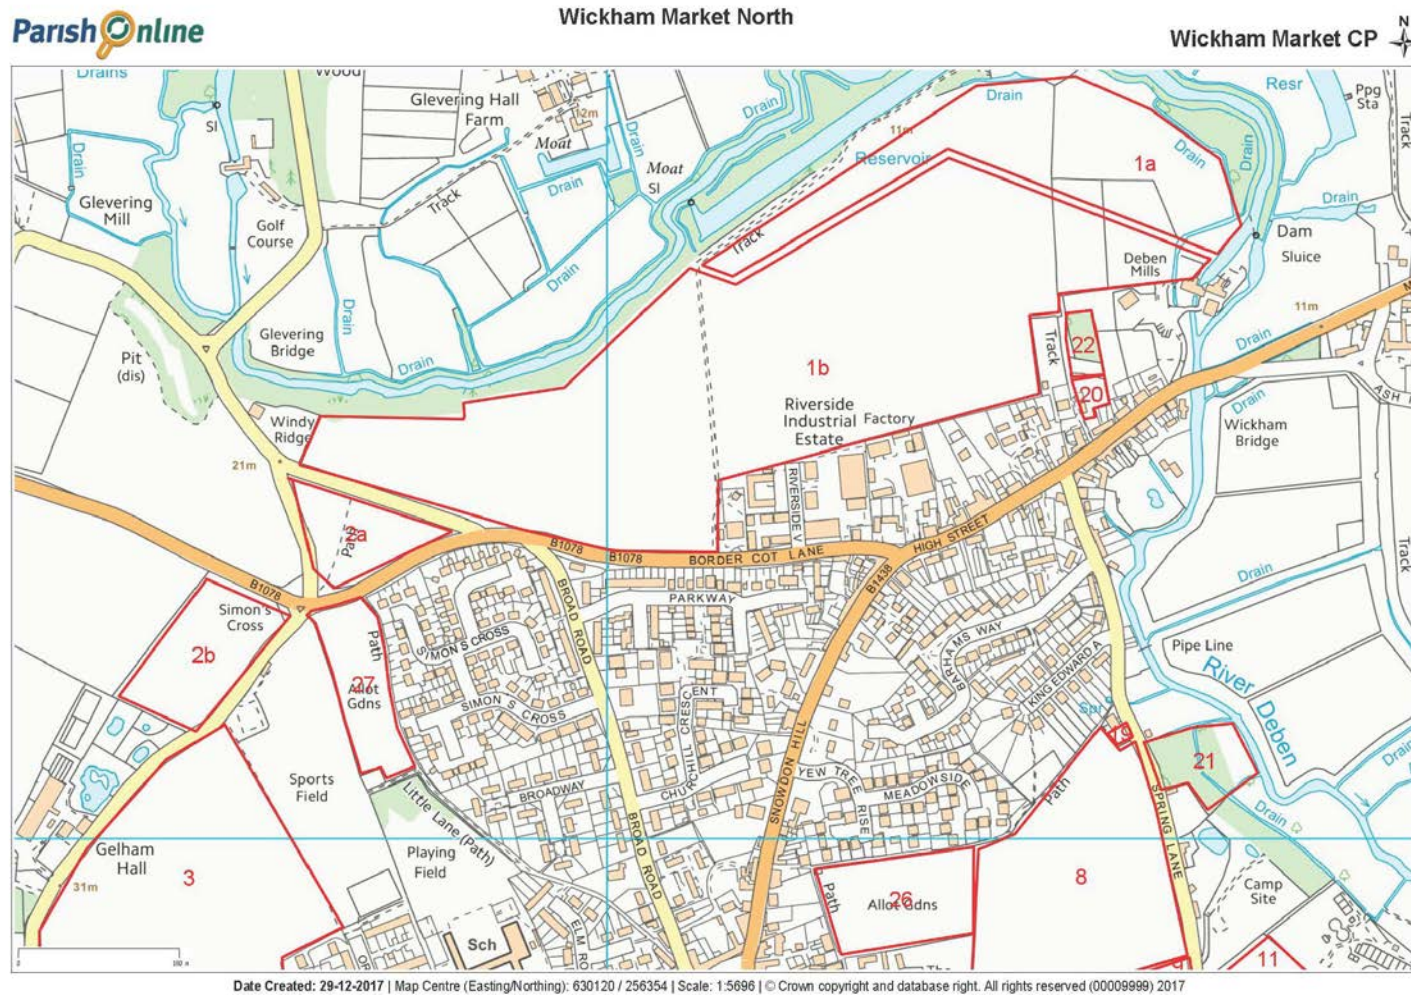 Parish Online
Wickham Market North
Wickham Market CP
N
Drains
Wood
Glevering Hall
Farm
12m
Drain
11m
Drain
Resr
Ppg
Sta
Track
Sl
Drain
Moat
Moat
Sl
Drain
Reservoir
1a
Drain
Drain
Glevering
Mill
Golf
Course
Track
Drain
Drain
Track
Deben
Mills
Dam
Sluice
Drain
Pit
(dis)
Glevering
Bridge
Drain
Drain
Drain
11m
1b
Track
22
20
Riverside
Industrial
Estate
Factory
Windy
Ridge
21m
Drain
Wickham
Bridge
ASH
2a
Path
RIVERSIDE V
B1078
B1078
BORDER COT LANE
HIGH STREET
B1438
B1078
Simon's
Cross
2b
Path
27
Allot
Gdns
SIMON S CROSS
SIMON S CROSS
BROAD ROAD
PARKWAY
CHURCHILL CRESCENT
SNOWDON HILL
BARHAMS WAY
KING EDWARD A
Drain
Track
Pipe Line
River Deben
Spr
19
21
Drain
Drain
Sports
Field
BROADWAY
YEW TREE RISE
MEADOWSIDE
Path
SPRING LANE
Gelham
Hall
31m
3
Little Lane (Path)
Playing
Field
BROAD ROAD
Sch
ELM RO
Path
26
Allot Gdns
8
Camp
Site
11
Date Created: 29-12-2017 | Map Centre (Easting/Northing): 630120 / 256354 | Scale: 1:5696 | © Crown copyright and database right. All rights reserved (00009999) 2017